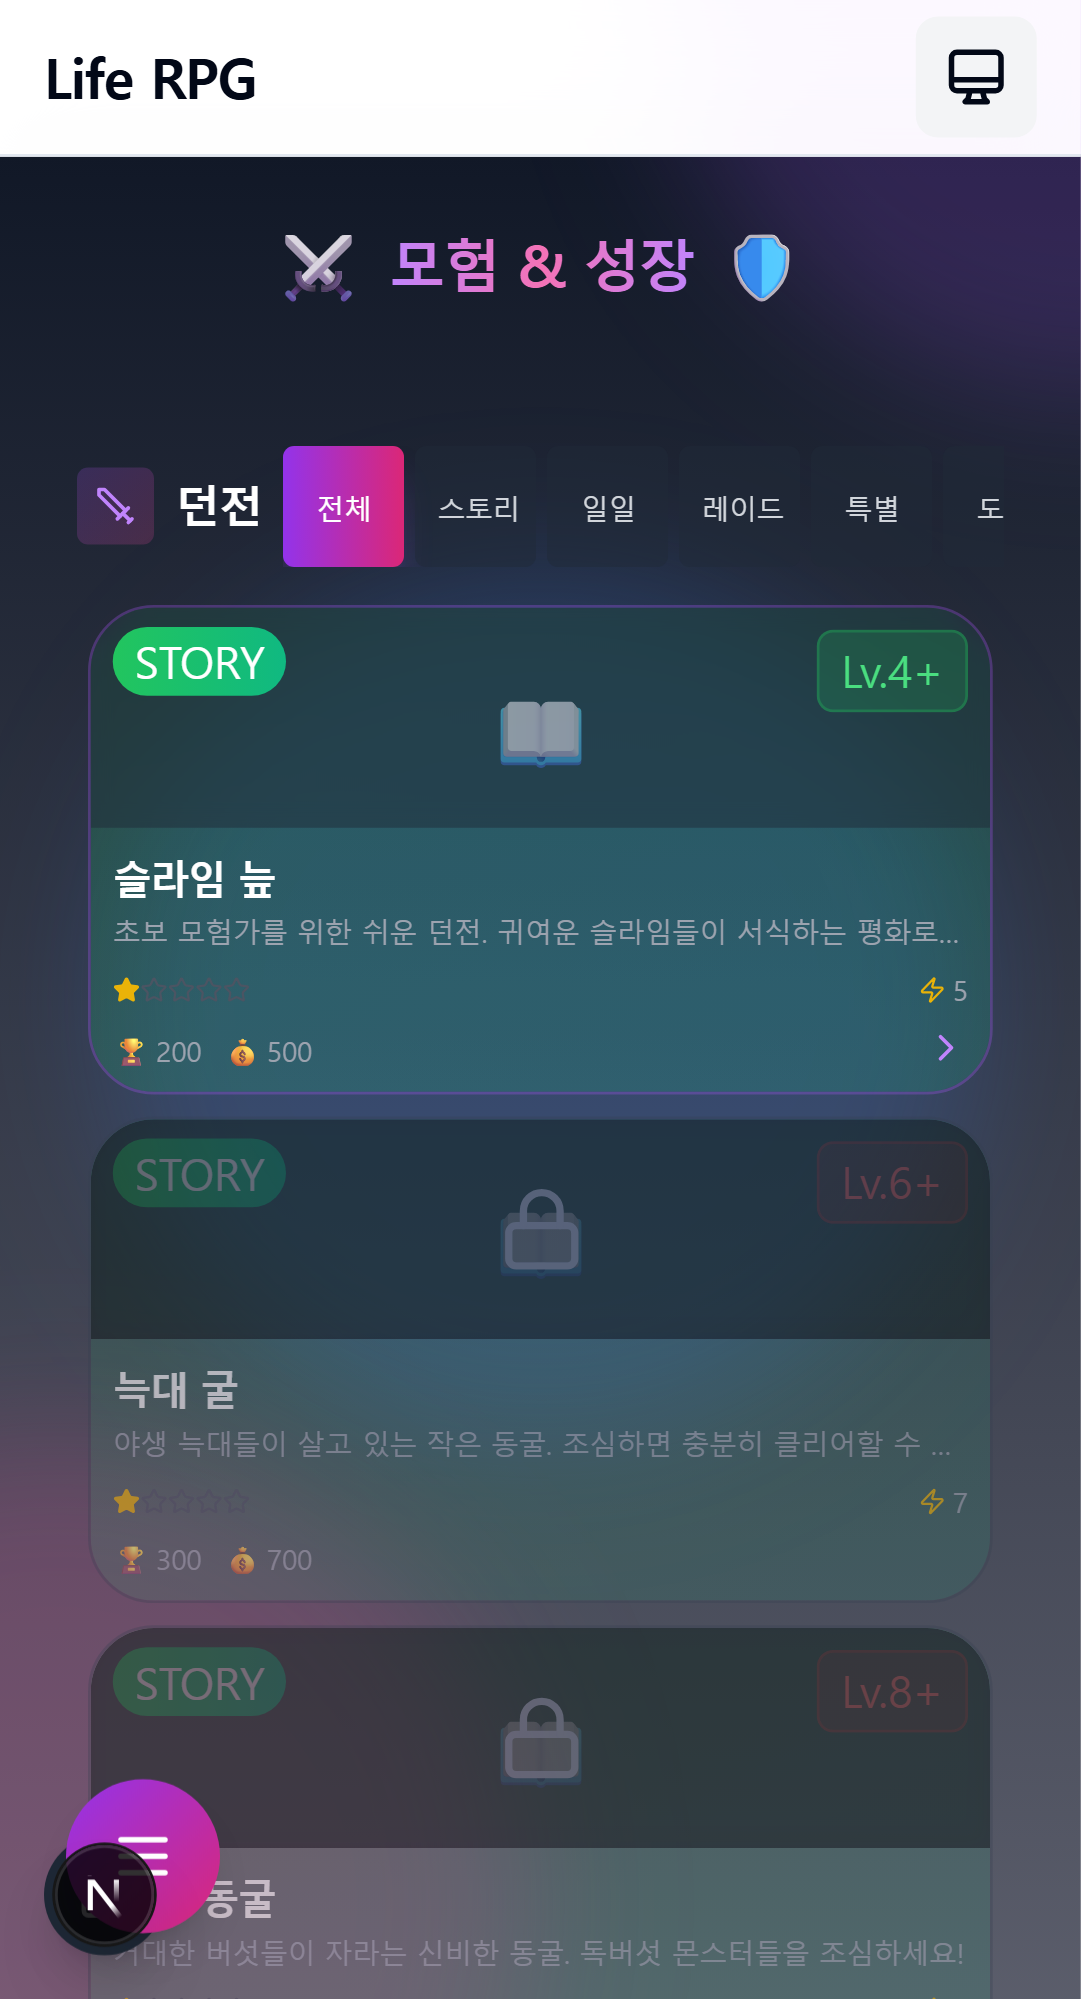 Life RPG
모험 & 성장
던전 전체 스토리 일일 레이드 특별 도
STORY
Lv.4+
슬라임 늪
초보 모험가를 위한 쉬운 던전. 귀여운 슬라임들이 서식하는 평화로...
5
200 500
STORY
Lv.6+
늑대 굴
야생 늑대들이 살고 있는 작은 동굴. 조심하면 충분히 클리어할 수 ...
7
300 700
STORY
Lv.8+
동굴
거대한 버섯들이 자라는 신비한 동굴. 독버섯 몬스터들을 조심하세요!
N